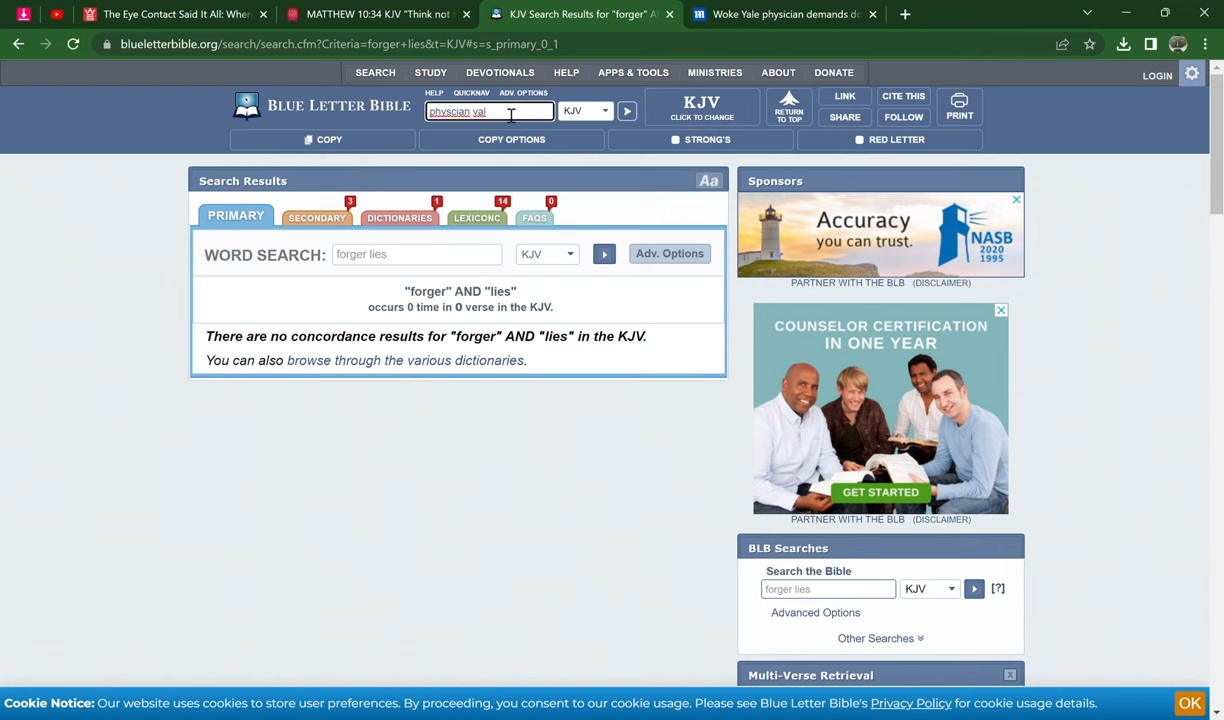 The Eye Contact Said It All: When
MATTHEW 10:34 KJV "Think not
KJV Search Results for "forger" A
Woke Yale physician demands do
blueletterbible.org/search/search.cfm?Criteria=forger+lies&t=KJV#s=s_primary_0_1
SEARCH STUDY DEVOTIONALS HELP APPS & TOOLS MINISTRIES ABOUT DONATE
LOGIN
HELP QUICKNAV ADV. OPTIONS
BLUE LETTER BIBLE
physcian val
KJV
KJV
CLICK TO CHANGE
RETURN
TO TOP
LINK
CITE THIS
SHARE
FOLLOW
PRINT
COPY
COPY OPTIONS
STRONG'S
RED LETTER
Search Results
Aa
PRIMARY
SECONDARY 3
DICTIONARIES 1
LEXICONC 14
FAQS 0
WORD SEARCH: forger lies KJV Adv. Options
"forger" AND "lies"
occurs 0 time in 0 verse in the KJV.
There are no concordance results for "forger" AND "lies" in the KJV.
You can also browse through the various dictionaries.
Sponsors
Accuracy
you can trust.
NASB
2020
1995
PARTNER WITH THE BLB (DISCLAIMER)
COUNSELOR CERTIFICATION
IN ONE YEAR
GET STARTED
PARTNER WITH THE BLB (DISCLAIMER)
BLB Searches
Search the Bible
forger lies KJV [?]
Advanced Options
Other Searches
Multi-Verse Retrieval
x
Cookie Notice: Our website uses cookies to store user preferences. By proceeding, you consent to our cookie usage. Please see Blue Letter Bible's Privacy Policy for cookie usage details.
OK